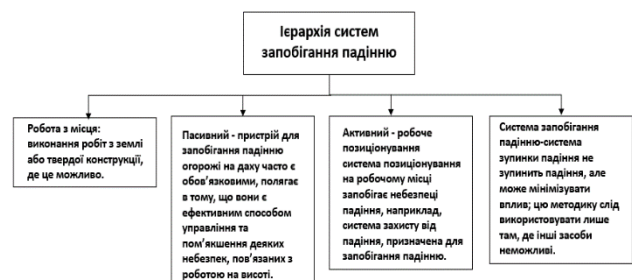 Ієрархія систем
запобігання падінню
Робота з місця:
виконання робіт з землі
або твердої конструкції,
де це можливо.
Пасивний - пристрій для
запобігання падінню
огорожі на даху часто є
обов’язковими, полягає в
тому, що вони є
ефективним способом
управління та
пом’якшення деяких
небезпек, пов’язаних з
роботою на висоті.
Активний - робоче
позиціонування
система позиціонування
на робочому місці
запобігає небезпеці
падіння, наприклад,
система захисту від
падіння, призначена для
запобігання падінню.
Система запобігання
падінню-система
зупинки падіння не
зупинить падіння, але
може мінімізувати
вплив; цю методику слід
використовувати лише
там, де інші засоби
неможливі.